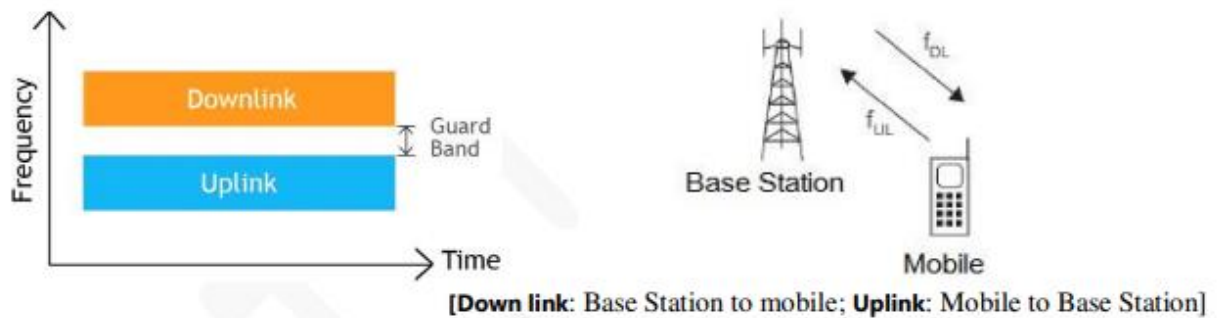 Frequency
Downlink
Guard
Band
Uplink
Time
f_DL
f_UL
Base Station
Mobile
[Down link: Base Station to mobile; Uplink: Mobile to Base Station]